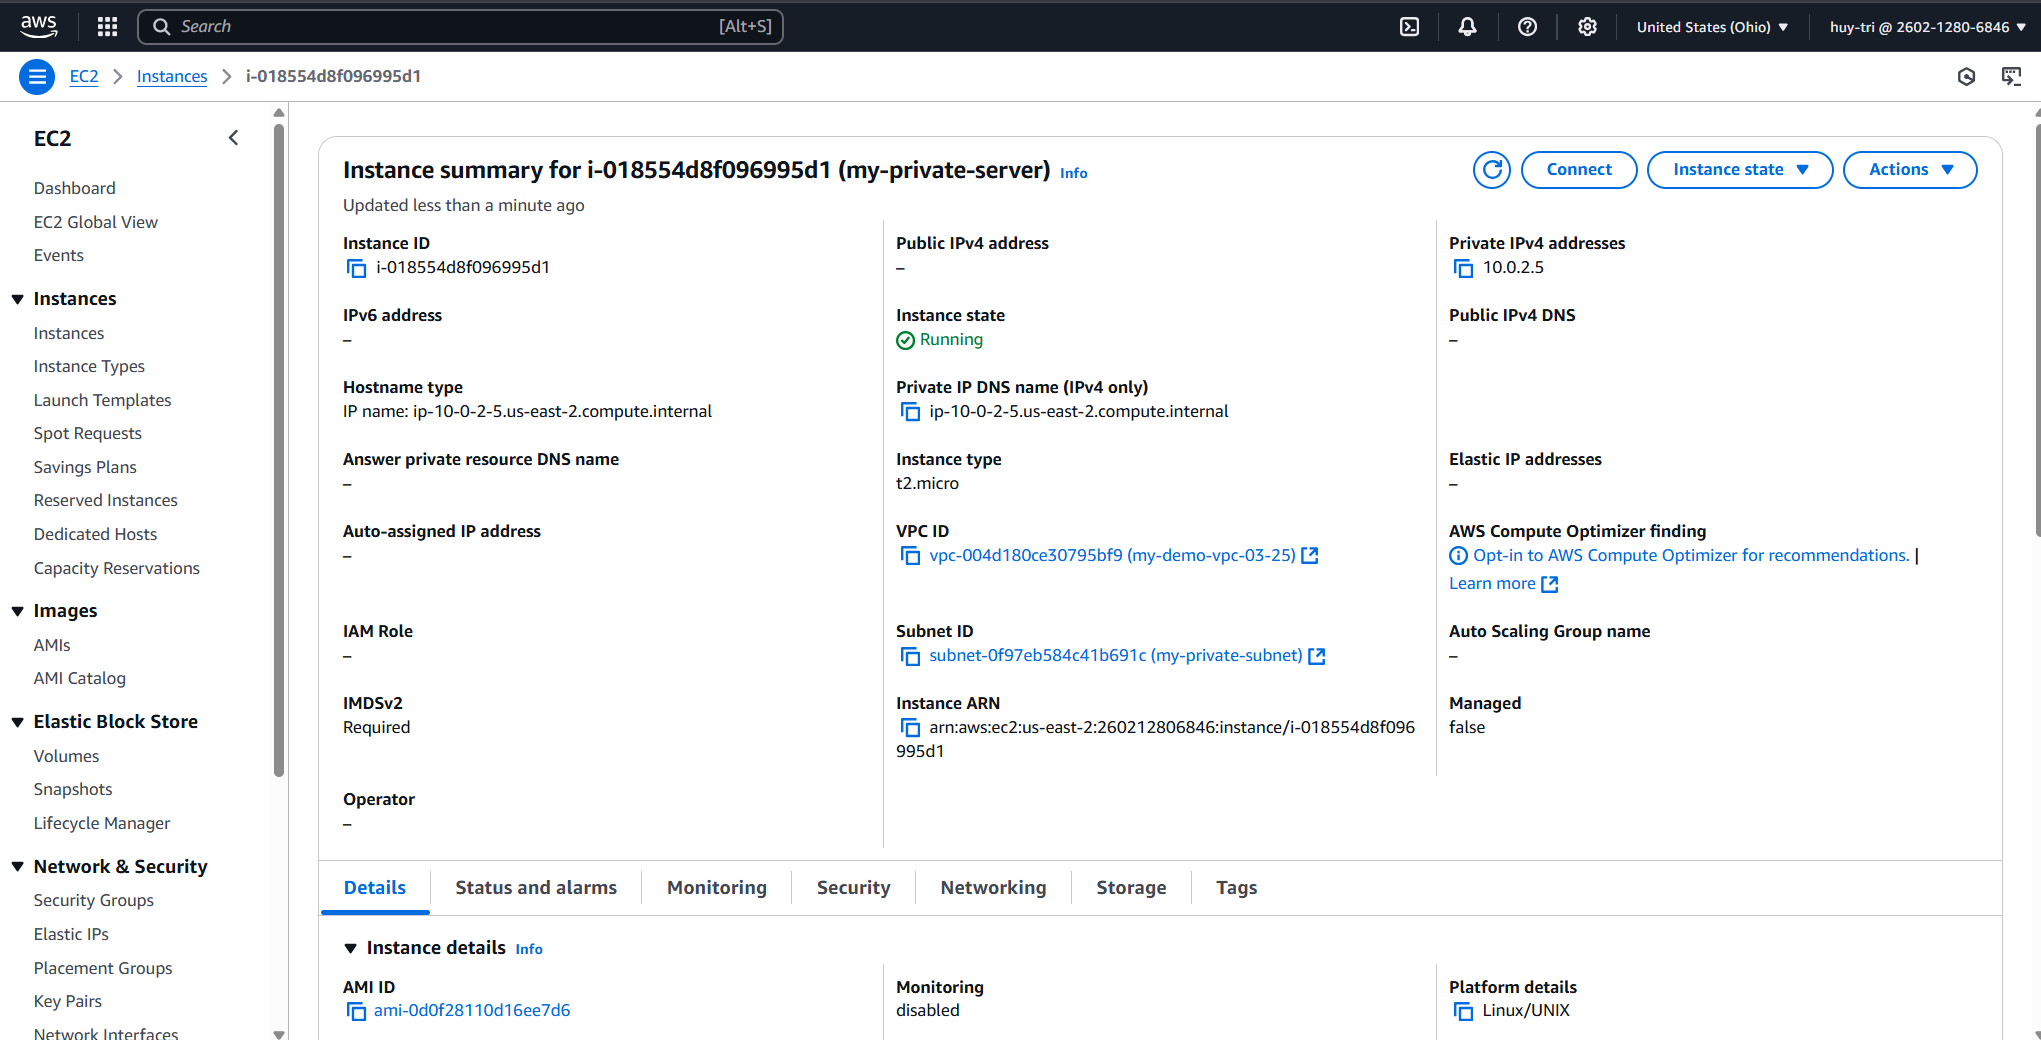 aws
Search [Alt+S]
United States (Ohio)
huy-tri @ 2602-1280-6846
EC2 Instances i-018554d8f096995d1
EC2
Dashboard
EC2 Global View
Events
Instances
Instances
Instance Types
Launch Templates
Spot Requests
Savings Plans
Reserved Instances
Dedicated Hosts
Capacity Reservations
Images
AMIs
AMI Catalog
Elastic Block Store
Volumes
Snapshots
Lifecycle Manager
Network & Security
Security Groups
Elastic IPs
Placement Groups
Key Pairs
Network Interfaces
Instance summary for i-018554d8f096995d1 (my-private-server) Info
Updated less than a minute ago
Connect
Instance state
Actions
Instance ID
i-018554d8f096995d1
Public IPv4 address
–
Private IPv4 addresses
10.0.2.5
IPv6 address
–
Instance state
Running
Public IPv4 DNS
–
Hostname type
IP name: ip-10-0-2-5.us-east-2.compute.internal
Private IP DNS name (IPv4 only)
ip-10-0-2-5.us-east-2.compute.internal
Answer private resource DNS name
–
Instance type
t2.micro
Elastic IP addresses
–
Auto-assigned IP address
–
VPC ID
vpc-004d180ce30795bf9 (my-demo-vpc-03-25)
AWS Compute Optimizer finding
Opt-in to AWS Compute Optimizer for recommendations. |
Learn more
IAM Role
–
Subnet ID
subnet-0f97eb584c41b691c (my-private-subnet)
Auto Scaling Group name
–
IMDSv2
Required
Instance ARN
arn:aws:ec2:us-east-2:260212806846:instance/i-018554d8f096
995d1
Managed
false
Operator
–
Details
Status and alarms
Monitoring
Security
Networking
Storage
Tags
Instance details Info
AMI ID
ami-0d0f28110d16ee7d6
Monitoring
disabled
Platform details
Linux/UNIX